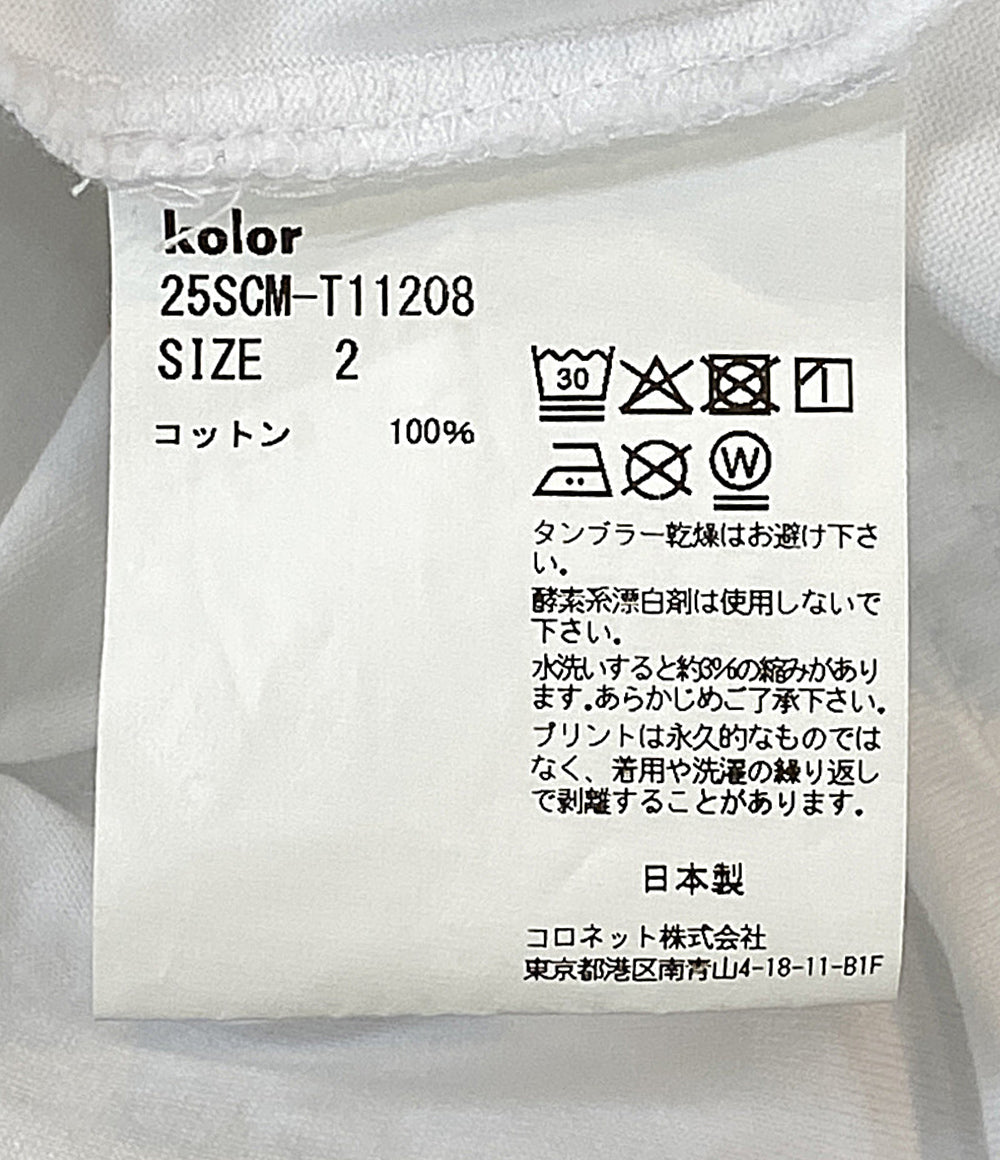 kolor
25SCM-T11208
SIZE 2
コットン 100%
30
W
タンブラー乾燥はお避け下さ
い。
酵素系漂白剤は使用しないで
下さい。
水洗いすると約3%の縮みがあり
ます。あらかじめご了承下さい。
プリントは永久的なものでは
なく、着用や洗濯の繰り返し
で剥離することがあります。
日本製
コロネット株式会社
東京都港区南青山4-18-11-B1F